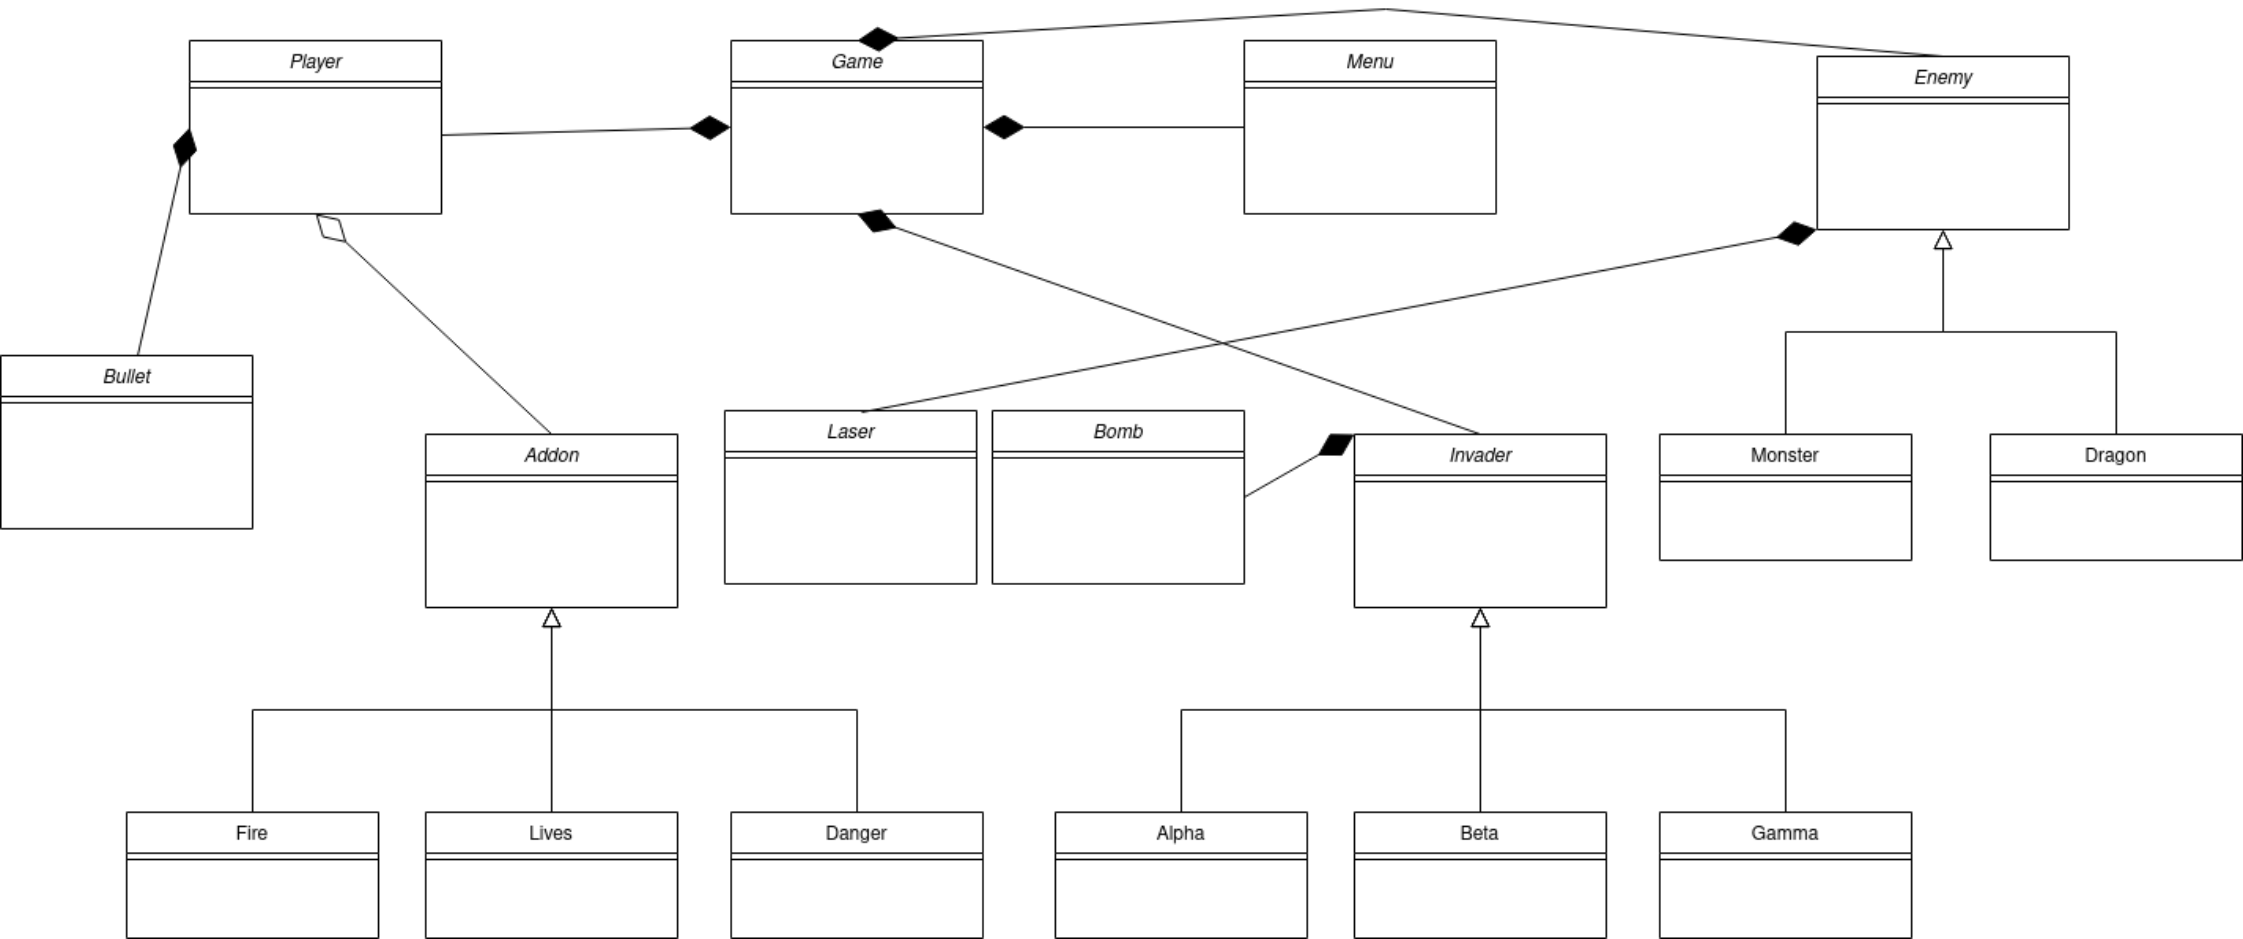 Player
Game
Menu
Enemy
Bullet
Addon
Laser
Bomb
Invader
Monster
Dragon
Fire
Lives
Danger
Alpha
Beta
Gamma